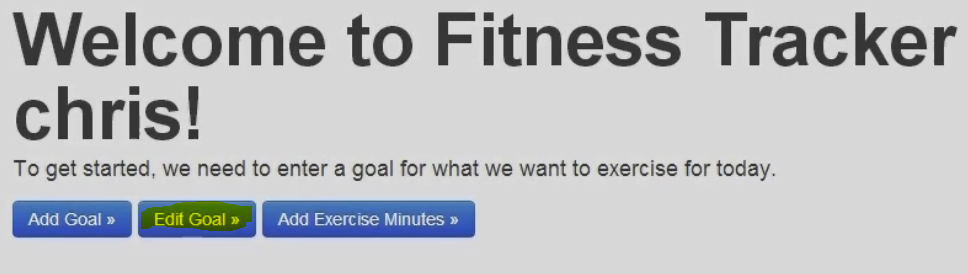 Welcome to Fitness Tracker
chris!
To get started, we need to enter a goal for what we want to exercise for today.
Add Goal » Edit Goal » Add Exercise Minutes »